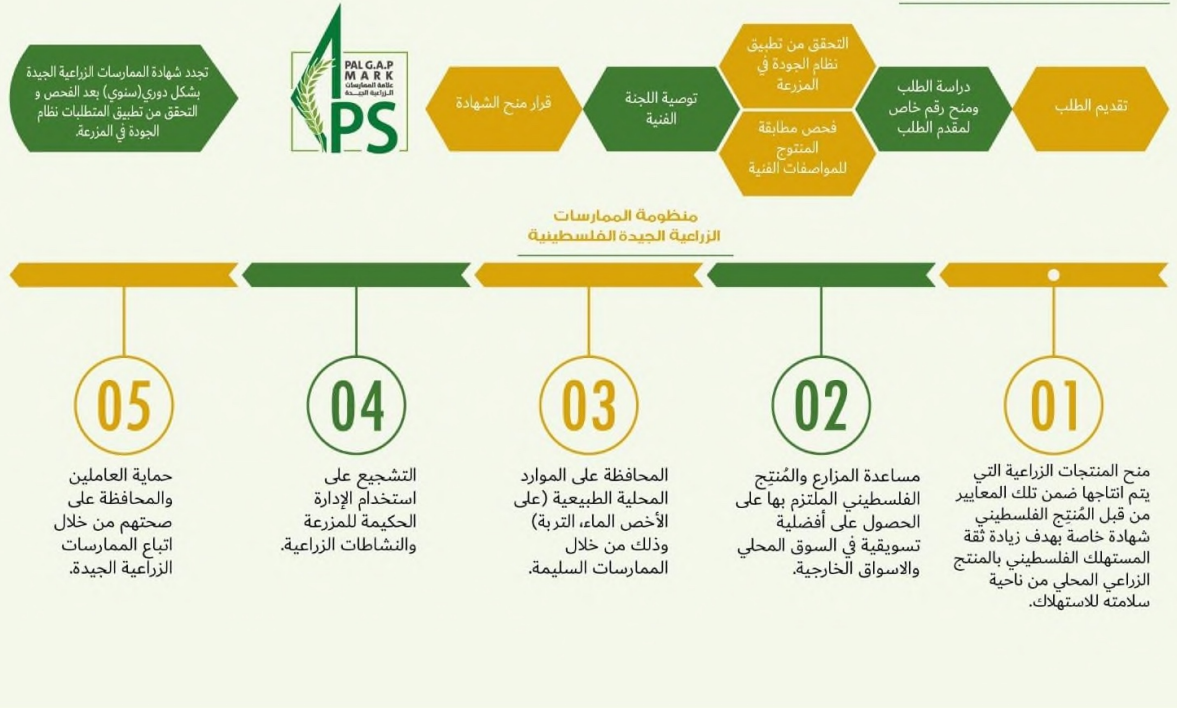 تقديم الطلب
دراسة الطلب
ومنح رقم خاص
لمقدم الطلب
التحقق من تطبيق
نظام الجودة في
المزرعة
فحص مطابقة
المنتوج
للمواصفات الفنية
توصية اللجنة
الفنية
قرار منح الشهادة
PAL G.A.P
MARK
علامة الممارسات
الزراعية الجيـدة
PS
تجدد شهادة الممارسات الزراعية الجيدة
بشكل دوري(سنوي) بعد الفحص و
التحقق من تطبيق المتطلبات نظام
الجودة في المزرعة.
منظومة الممارسات
الزراعية الجيدة الفلسطينية
01
منح المنتجات الزراعية التي
يتم انتاجها ضمن تلك المعايير
من قبل المُنتِج الفلسطيني
شهادة خاصة بهدف زيادة ثقة
المستهلك الفلسطيني بالمنتج
الزراعي المحلي من ناحية
سلامته للاستهلاك.
02
مساعدة المزارع والمُنتِج
الفلسطيني الملتزم بها على
الحصول على أفضلية
تسويقية في السوق المحلي
والاسواق الخارجية.
03
المحافظة على الموارد
المحلية الطبيعية (على
الأخص الماء، التربة)
وذلك من خلال
الممارسات السليمة.
04
التشجيع على
استخدام الإدارة
الحكيمة للمزرعة
والنشاطات الزراعية.
05
حماية العاملين
والمحافظة على
صحتهم من خلال
اتباع الممارسات
الزراعية الجيدة.